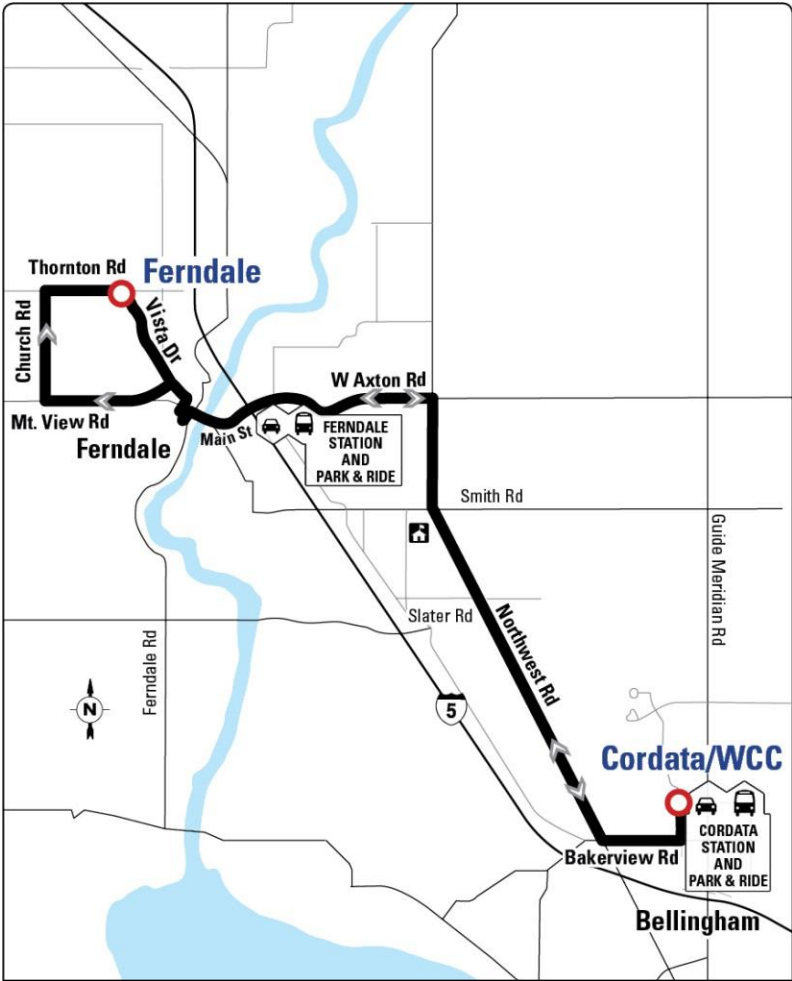 Thornton Rd
Ferndale
Church Rd
Vista Dr
Mt. View Rd
Ferndale
Main St
W Axton Rd
FERNDALE
STATION
AND
PARK & RIDE
Smith Rd
Guide Meridian Rd
Slater Rd
Northwest Rd
Ferndale Rd
N
5
Cordata/WCC
CORDATA
STATION
AND
PARK & RIDE
Bakerview Rd
Bellingham